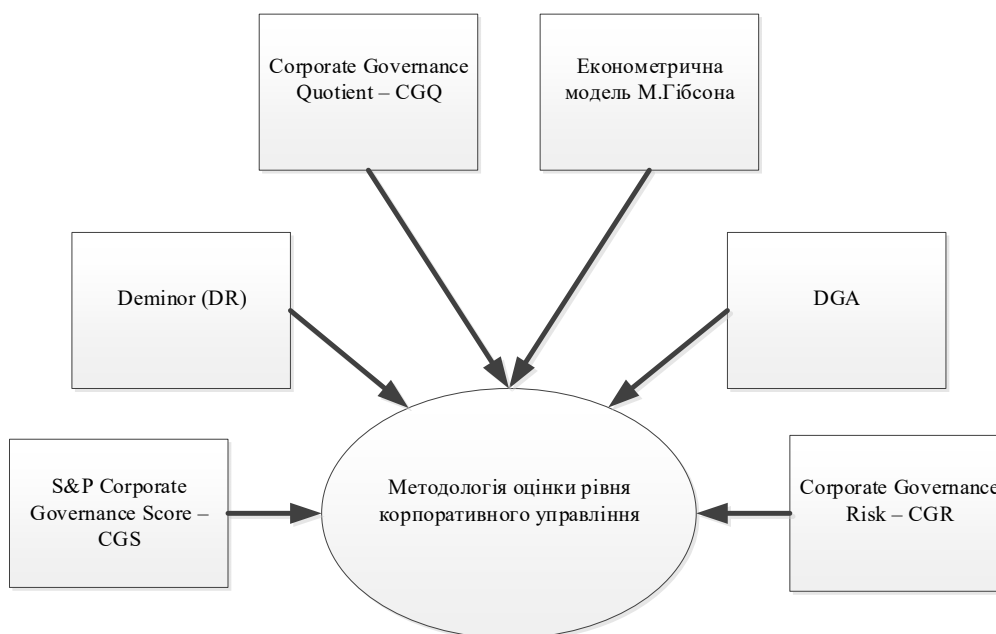 Corporate Governance
Quotient – CGQ
Економетрична
модель М.Гібсона
Deminor (DR)
DGA
S&P Corporate
Governance Score –
CGS
Методологія оцінки рівня
корпоративного управління
Corporate Governance
Risk – CGR